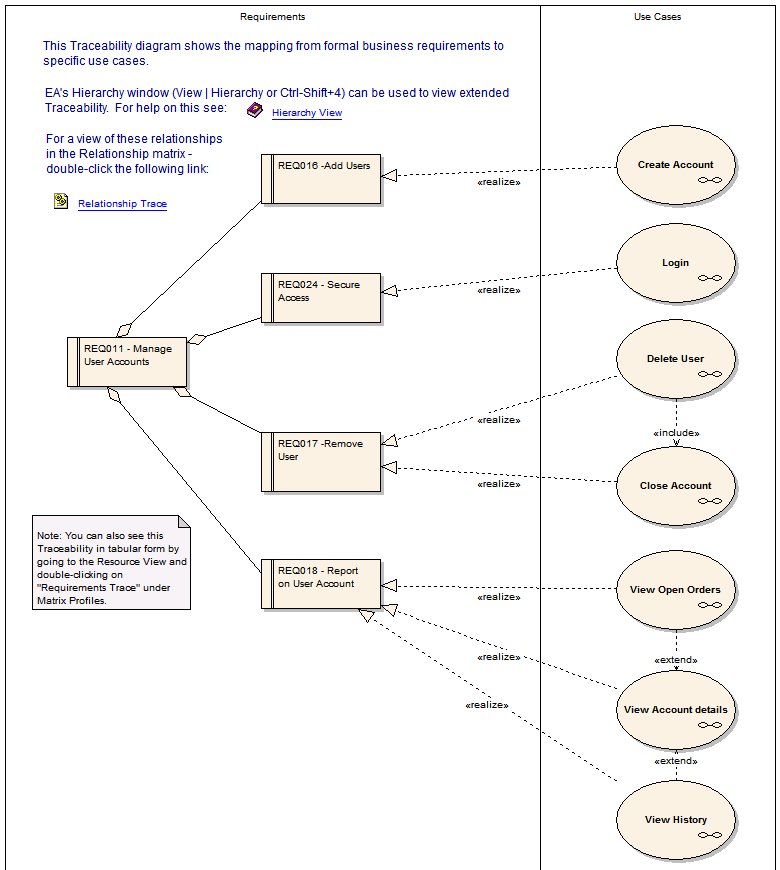 Requirements
Use Cases
This Traceability diagram shows the mapping from formal business requirements to
specific use cases.
EA's Hierarchy window (View | Hierarchy or Ctrl-Shift+4) can be used to view extended
Traceability. For help on this see:
Hierarchy View
For a view of these relationships
in the Relationship matrix -
double-click the following link:
Relationship Trace
REQ016 -Add Users
«realize»
Create Account
REQ024 - Secure
Access
«realize»
Login
REQ011 - Manage
User Accounts
Delete User
«realize»
«include»
REQ017 -Remove
User
«realize»
Close Account
Note: You can also see this
Traceability in tabular form by
going to the Resource View and
double-clicking on
"Requirements Trace" under
Matrix Profiles.
REQ018 - Report
on User Account
«realize»
View Open Orders
«realize»
«extend»
«realize»
View Account details
«extend»
View History